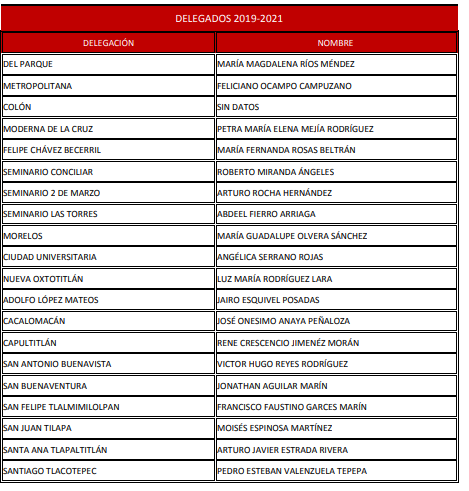 DELEGADOS 2019-2021
DELEGACIÓN NOMBRE
DEL PARQUE MARÍA MAGDALENA RÍOS MÉNDEZ
METROPOLITANA FELICIANO OCAMPO CAMPUZANO
COLÓN SIN DATOS
MODERNA DE LA CRUZ PETRA MARÍA ELENA MEJÍA RODRÍGUEZ
FELIPE CHÁVEZ BECERRIL MARÍA FERNANDA ROSAS BELTRÁN
SEMINARIO CONCILIAR ROBERTO MIRANDA ÁNGELES
SEMINARIO 2 DE MARZO ARTURO ROCHA HERNÁNDEZ
SEMINARIO LAS TORRES ABDEEL FIERRO ARRIAGA
MORELOS MARÍA GUADALUPE OLVERA SÁNCHEZ
CIUDAD UNIVERSITARIA ANGÉLICA SERRANO ROJAS
NUEVA OXTOTITLÁN LUZ MARÍA RODRÍGUEZ LARA
ADOLFO LÓPEZ MATEOS JAIRO ESQUIVEL POSADAS
CACALOMACÁN JOSÉ ONESIMO ANAYA PEÑALOZA
CAPULTITLÁN RENE CRESCENCIO JIMENÉZ MORÁN
SAN ANTONIO BUENAVISTA VICTOR HUGO REYES RODRÍGUEZ
SAN BUENAVENTURA JONATHAN AGUILAR MARÍN
SAN FELIPE TLALMIMILOLPAN FRANCISCO FAUSTINO GARCES MARÍN
SAN JUAN TILAPA MOISÉS ESPINOSA MARTÍNEZ
SANTA ANA TLAPALTITLÁN ARTURO JAVIER ESTRADA RIVERA
SANTIAGO TLACOTEPEC PEDRO ESTEBAN VALENZUELA TEPEPA